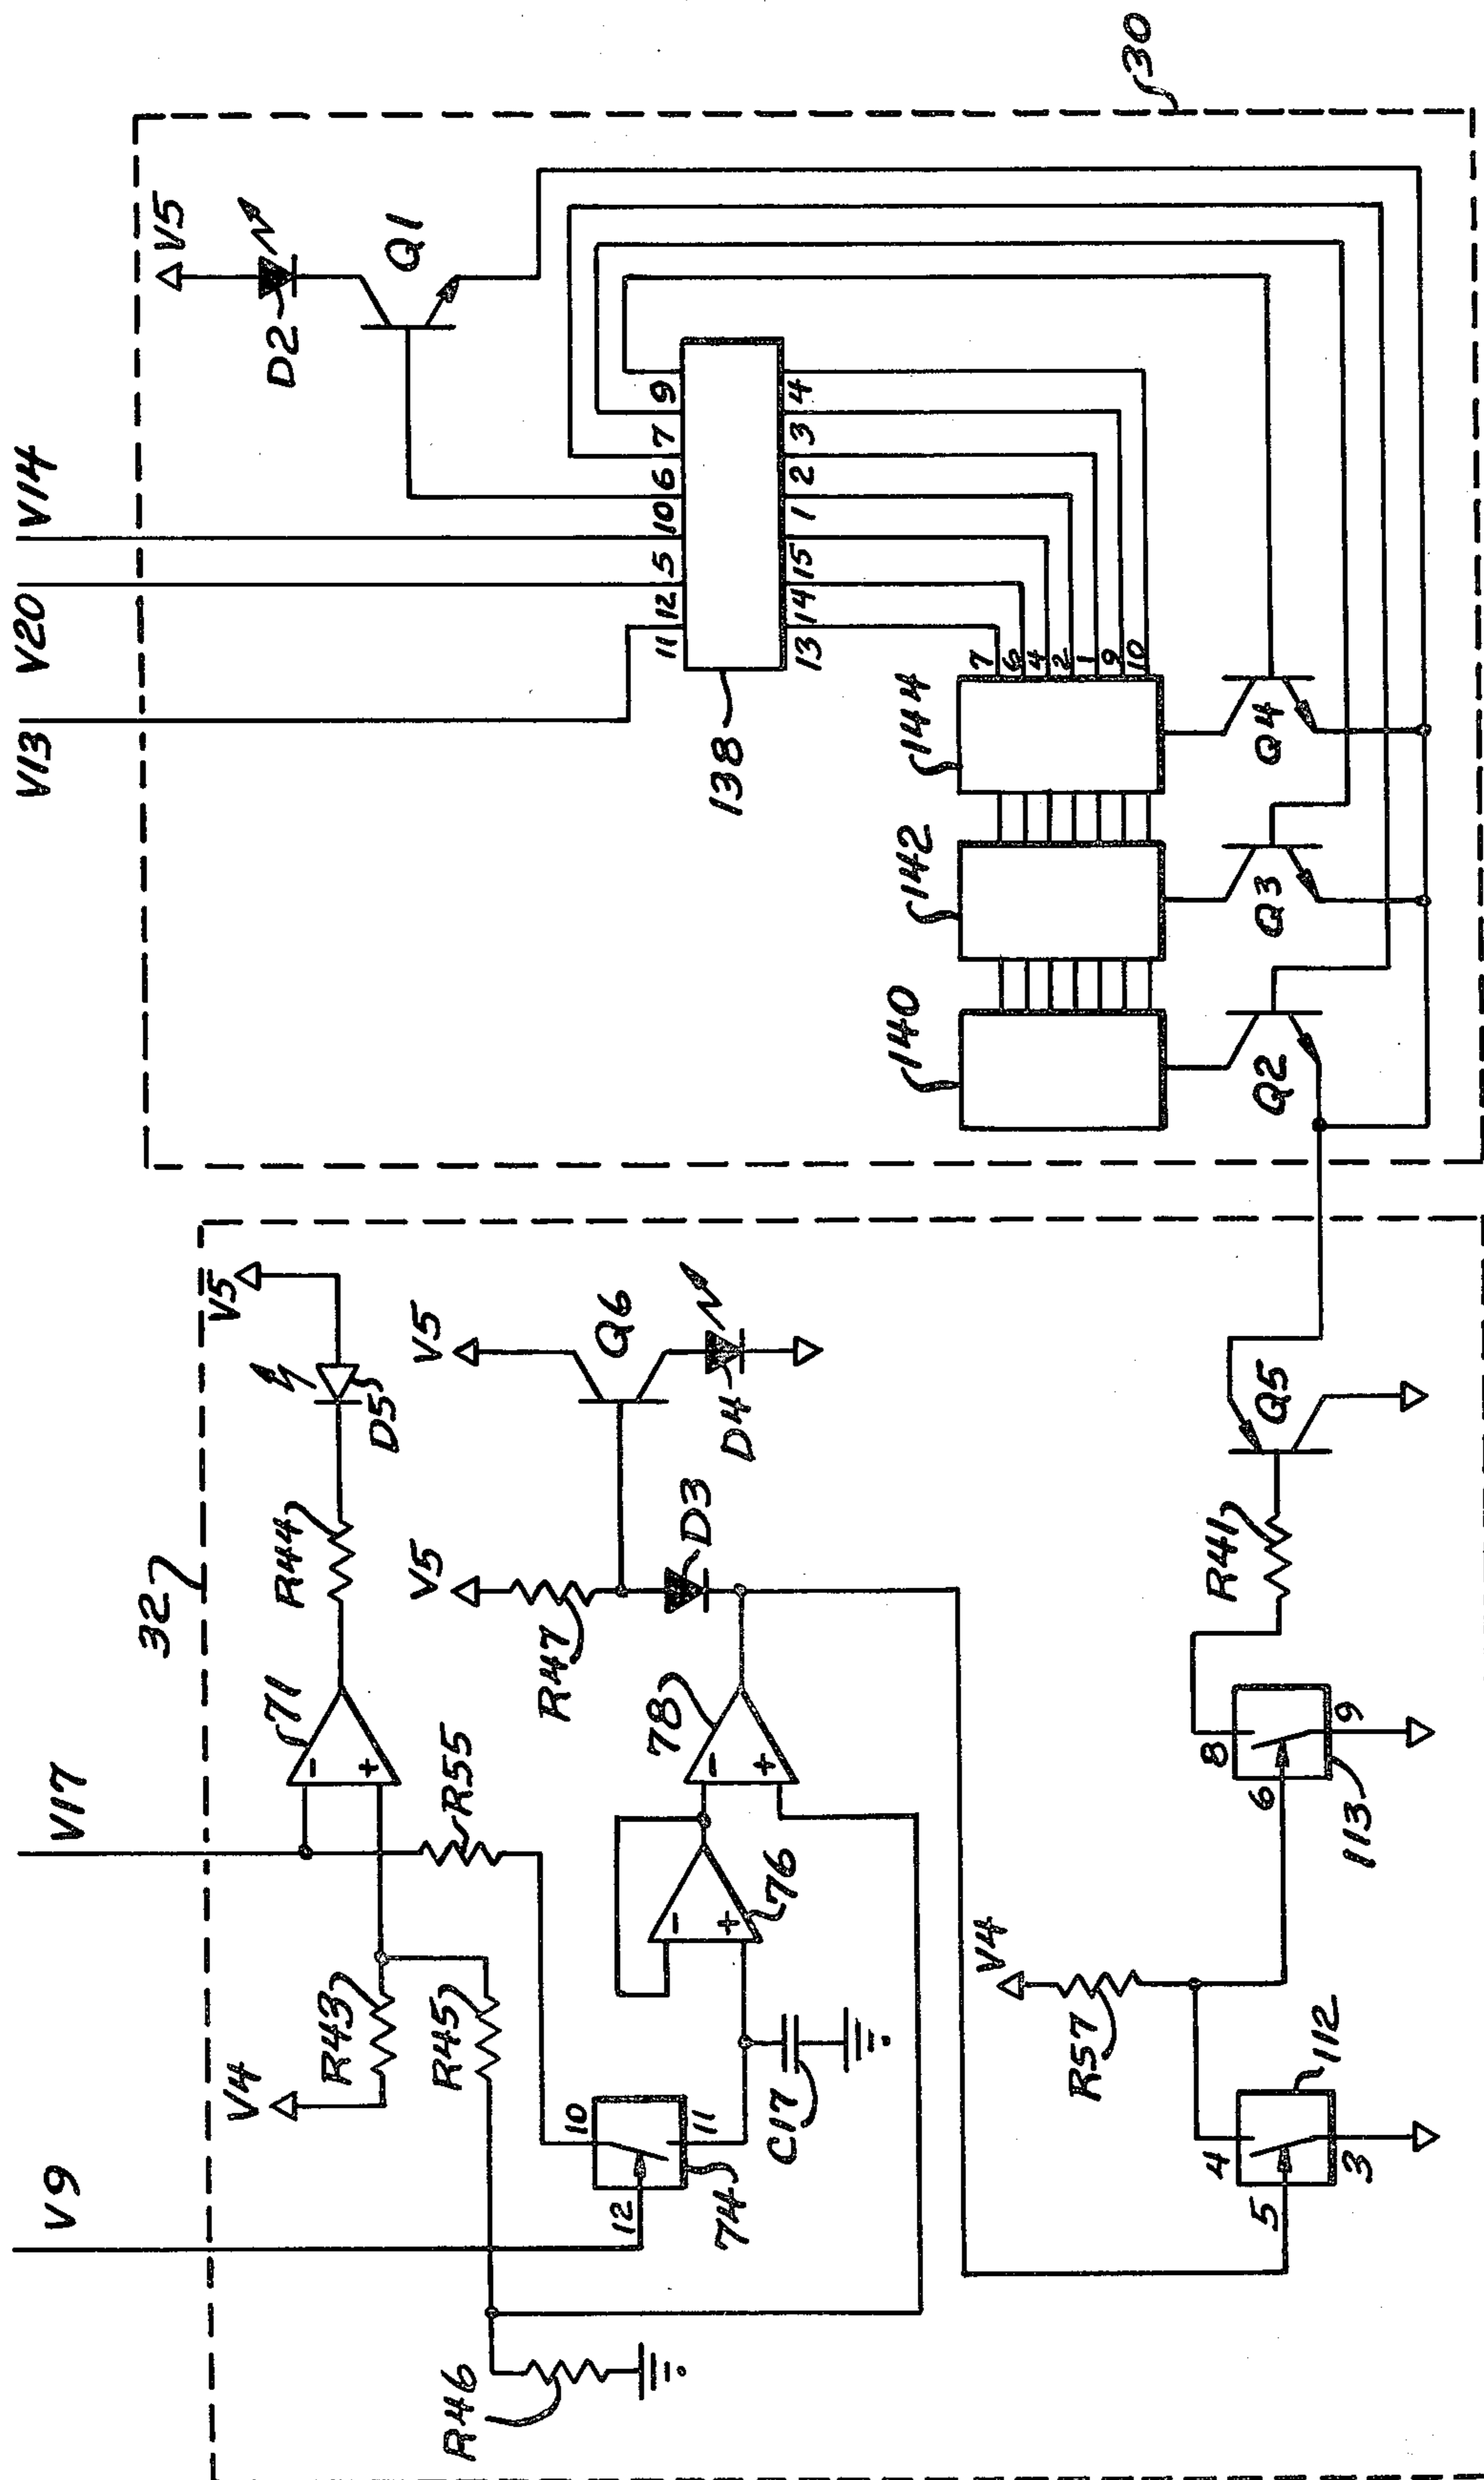 V9
V17
V13
V20
V14
32
30
V4
R43
R45
R46
71
R44
D5
V5
R55
V5
R47
D3
V5
Q6
D4
10
12
11
74
C17
76
78
V4
R57
5
4
3
112
6
8
9
113
R41
Q5
V5
D2
Q1
11 12 5 10 6 7 9
13 14 15 1 2 3 4
138
140
142
144
7
6
4
2
1
9
10
Q2
Q3
Q4
-
+
-
+
-
+